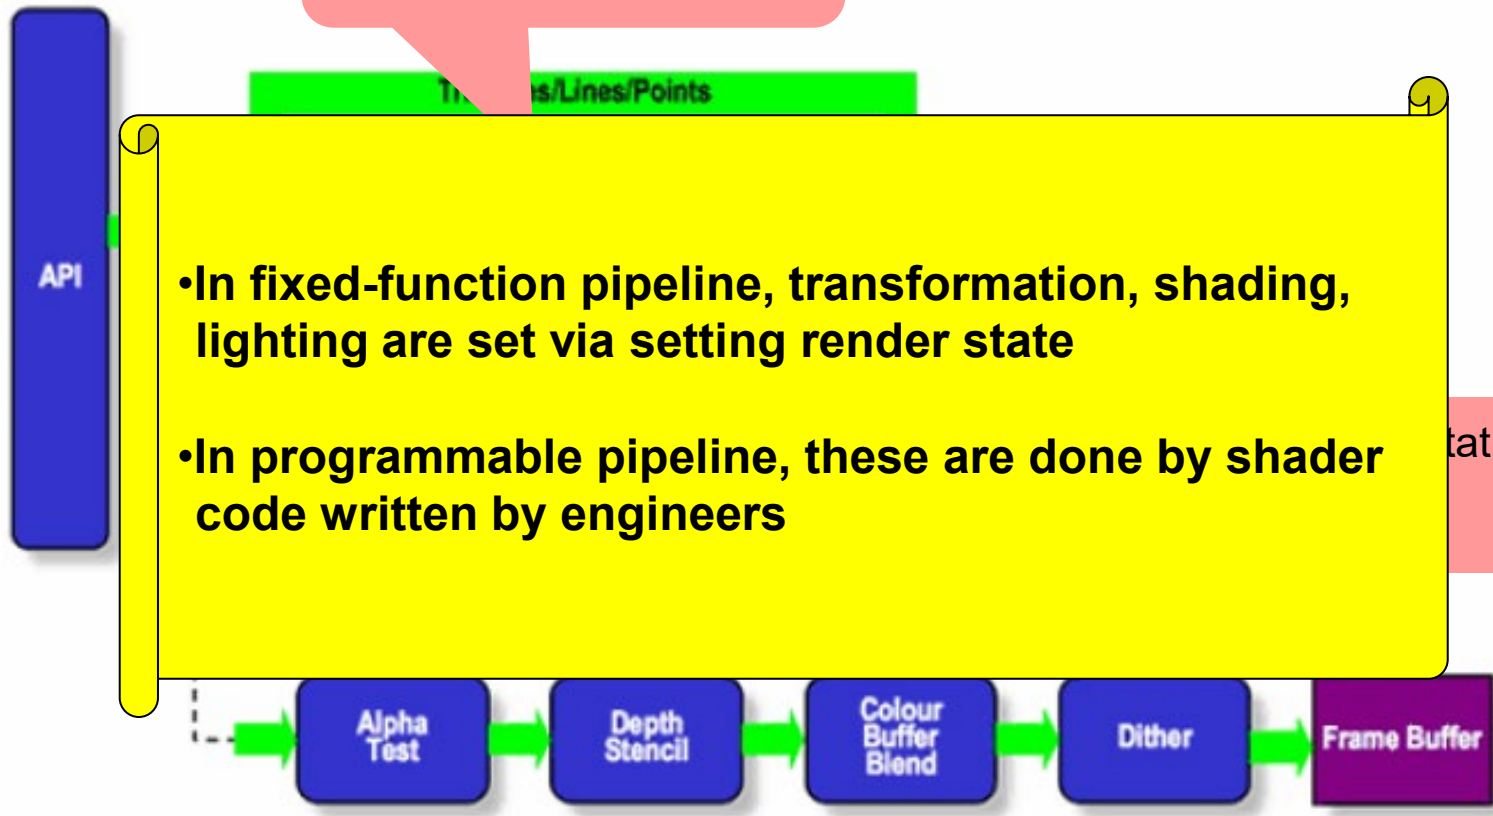 s/Lines/Points
API
•In fixed-function pipeline, transformation, shading,
lighting are set via setting render state
•In programmable pipeline, these are done by shader
code written by engineers
Alpha
Test
Depth
Stencil
Colour
Buffer
Blend
Dither
Frame Buffer